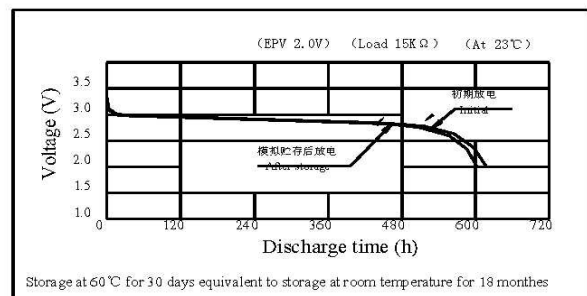 (EPV 2.0V) (Load 15KΩ) (At 23℃)
Voltage (V)
3.5
3.0
2.5
2.0
1.5
1.0
初期放电
Initial
模拟贮存后放电
After storage
0 120 240 360 480 600 720
Discharge time (h)
Storage at 60℃ for 30 days equivalent to storage at room temperature for 18 monthes